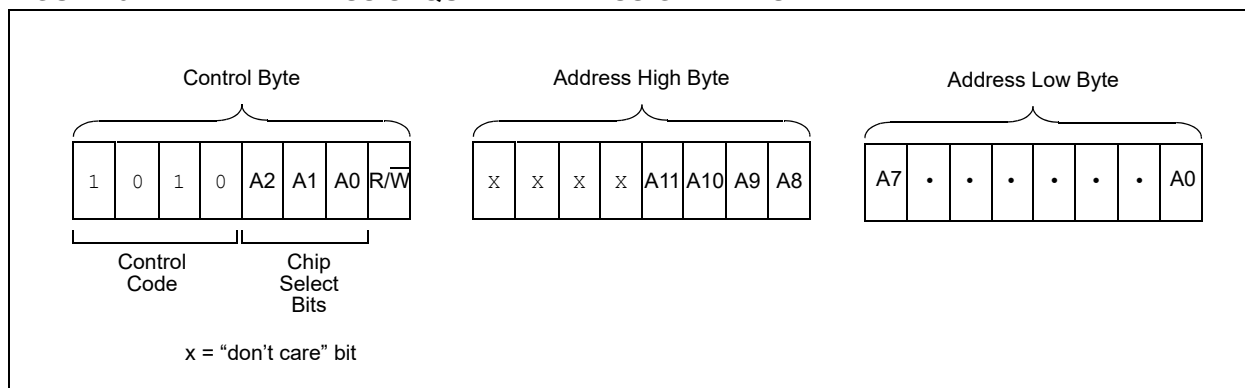 Control Byte Address High Byte Address Low Byte
1 0 1 0 A2 A1 A0 R/W̅ X X X X A11 A10 A9 A8 A7 • • • • • • A0
Control
Code
Chip
Select
Bits
x = “don’t care” bit